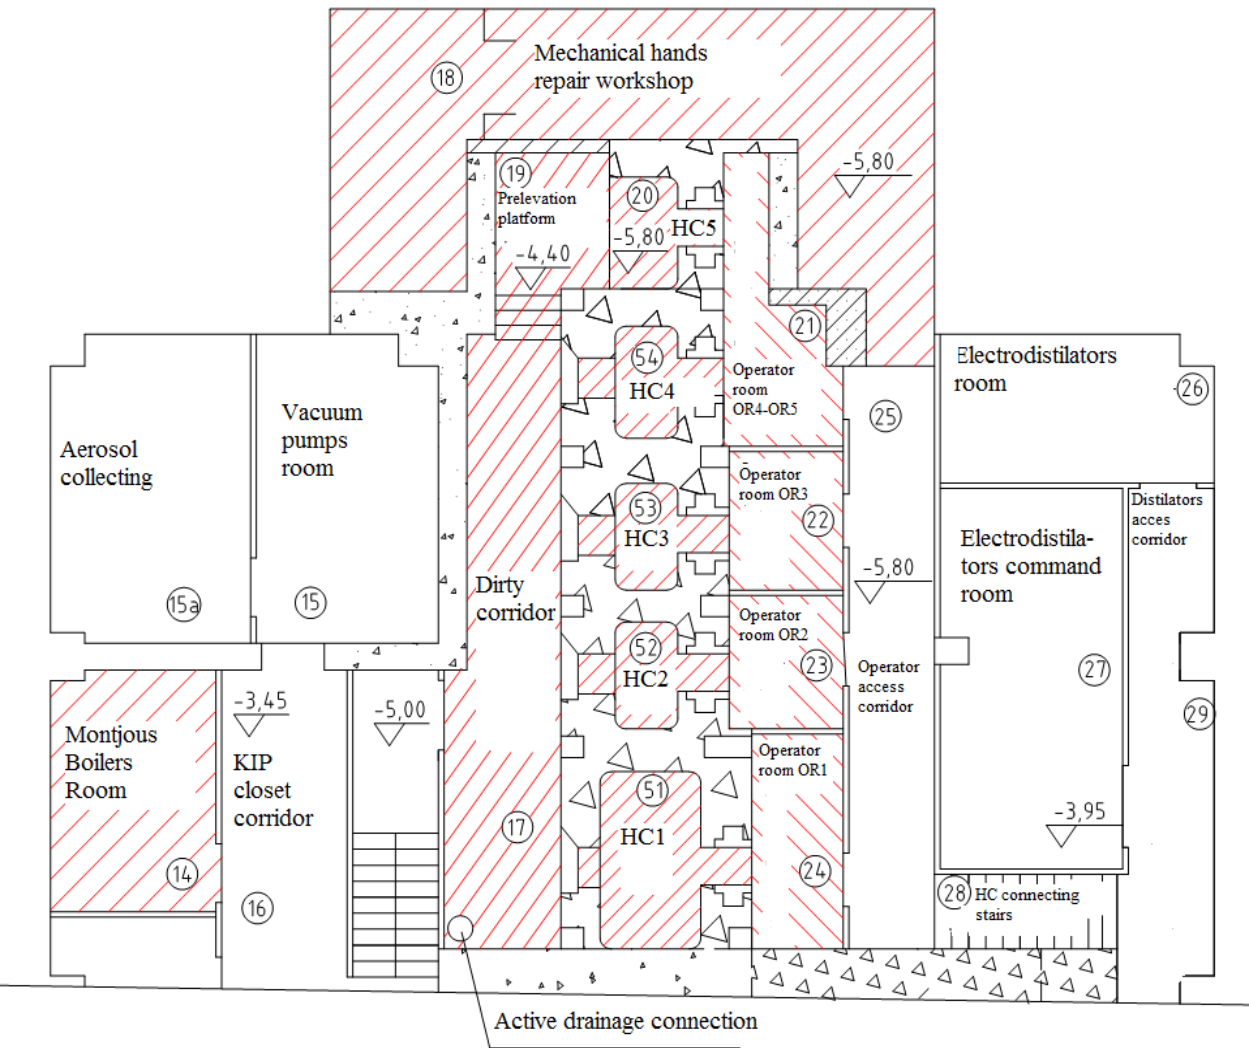 Mechanical hands
repair workshop
18
-5,80
19
Prelevation
platform
-4,40
20
-5,80
HC5
21
Operator
room
OR4-OR5
54
HC4
Electrodistilators
room
26
25
Vacuum
pumps
room
Aerosol
collecting
15a
15
Operator
room OR3
22
53
HC3
Distilators
acces
corridor
Electrodistila-
tors command
room
-5,80
Dirty
corridor
Operator
room OR2
23
52
HC2
Operator
access
corridor
27
29
-3,45
-5,00
Montjous
Boilers
Room
KIP
closet
corridor
Operator
room OR1
51
HC1
-3,95
17
14
24
16
28
HC connecting
stairs
Active drainage connection